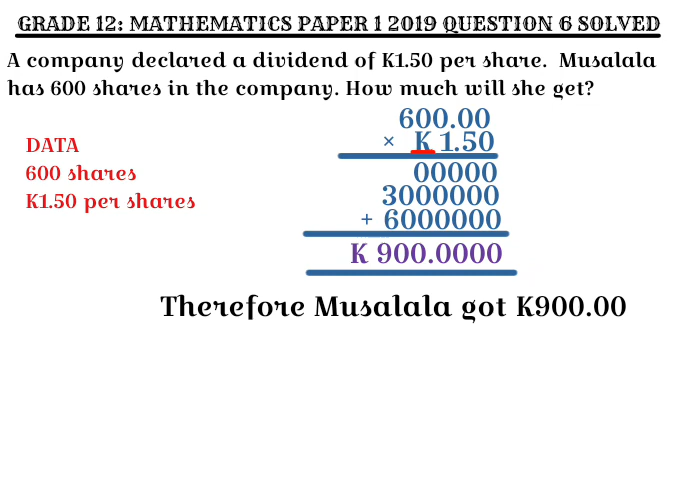 GRADE 12: MATHEMATICS PAPER 1 2019 QUESTION 6 SOLVED
A company declared a dividend of K1.50 per share. Musalala
has 600 shares in the company. How much will she get?
DATA
600 shares
K1.50 per shares
600.00
× K 1.50
00000
3000000
+ 6000000
K 900.0000
Therefore Musalala got K900.00